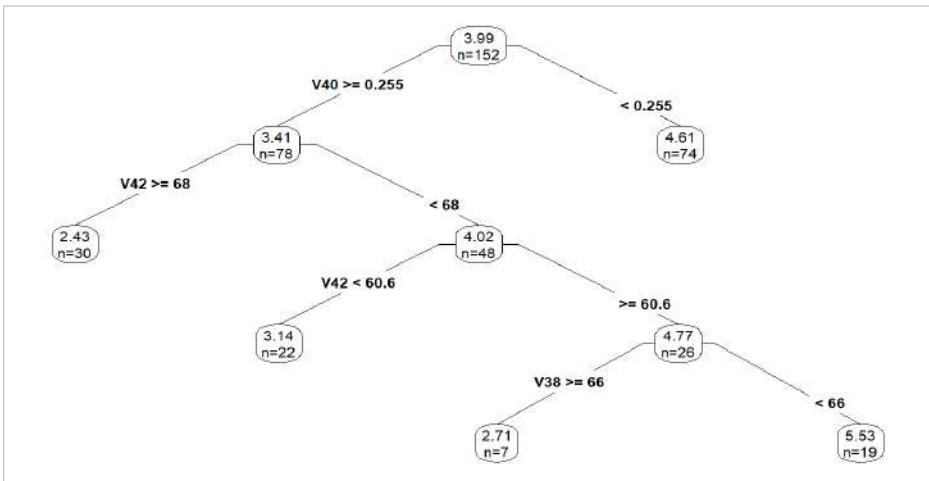 3.99
n=152
V40 >= 0.255
< 0.255
3.41
n=78
4.61
n=74
V42 >= 68
< 68
2.43
n=30
4.02
n=48
V42 < 60.6
>= 60.6
3.14
n=22
4.77
n=26
V38 >= 66
< 66
2.71
n=7
5.53
n=19